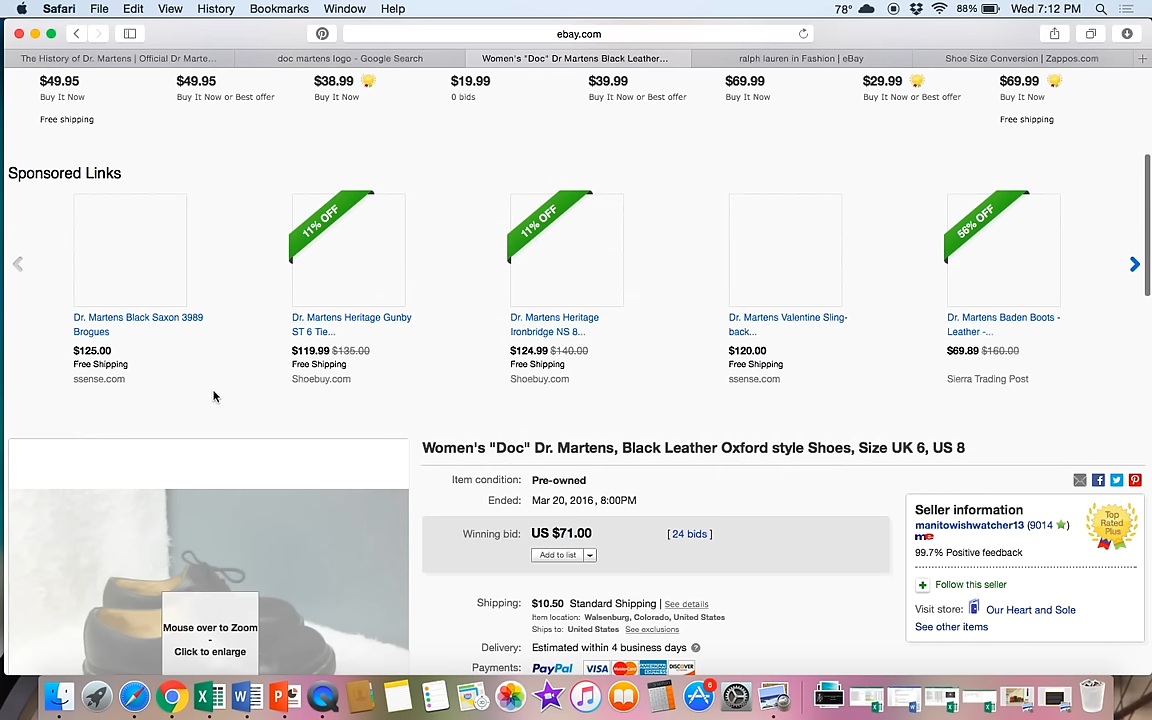 Safari File Edit View History Bookmarks Window Help 78° 88% Wed 7:12 PM
ebay.com
The History of Dr. Martens | Official Dr Marte... doc martens logo - Google Search Women's "Doc" Dr Martens Black Leather... ralph lauren in Fashion | eBay Shoe Size Conversion | Zappos.com
$49.95 $49.95 $38.99 $19.99 $39.99 $69.99 $29.99 $69.99
Buy It Now Buy It Now or Best offer Buy It Now 0 bids Buy It Now or Best offer Buy It Now Buy It Now or Best offer Buy It Now
Free shipping Free shipping
Sponsored Links
11% OFF 11% OFF 56% OFF
Dr. Martens Black Saxon 3989 Dr. Martens Heritage Gunby Dr. Martens Heritage Dr. Martens Valentine Sling- Dr. Martens Baden Boots -
Brogues ST 6 Tie... Ironbridge NS 8... back... Leather -...
$125.00 $119.99 $135.00 $124.99 $140.00 $120.00 $69.89 $160.00
Free Shipping Free Shipping Free Shipping Free Shipping
ssense.com Shoebuy.com Shoebuy.com ssense.com Sierra Trading Post
Women's "Doc" Dr. Martens, Black Leather Oxford style Shoes, Size UK 6, US 8
Item condition: Pre-owned
Ended: Mar 20, 2016 , 8:00PM
Winning bid: US $71.00 [ 24 bids ]
Add to list
Shipping: $10.50 Standard Shipping | See details
Item location: Walsenburg, Colorado, United States
Ships to: United States See exclusions
Delivery: Estimated within 4 business days
Payments: PayPal VISA MasterCard AMERICAN EXPRESS DISCOVER
Seller information
manitowishwatcher13 (9014 )
me
99.7% Positive feedback
Top
Rated
Plus
Follow this seller
Visit store: Our Heart and Sole
See other items
Mouse over to Zoom
-
Click to enlarge
6